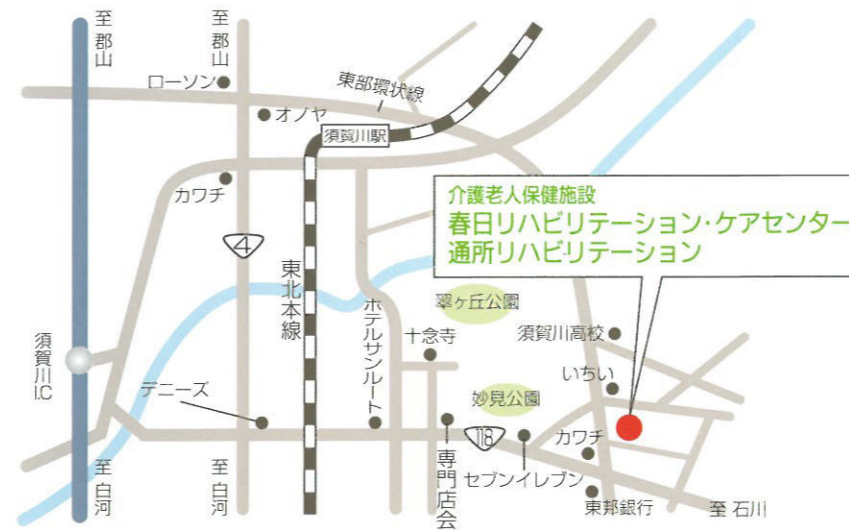 至 郡山
至 郡山
ローソン
オノヤ
東部環状線
須賀川駅
カワチ
介護老人保健施設
春日リハビリテーション・ケアセンター
通所リハビリテーション
4
東北本線
翠ヶ丘公園
ホテルサンルート
十念寺
須賀川高校
須賀川I.C
デニーズ
いちい
妙見公園
118
カワチ
専門店会
セブンイレブン
東邦銀行
至 白河
至 白河
至 石川